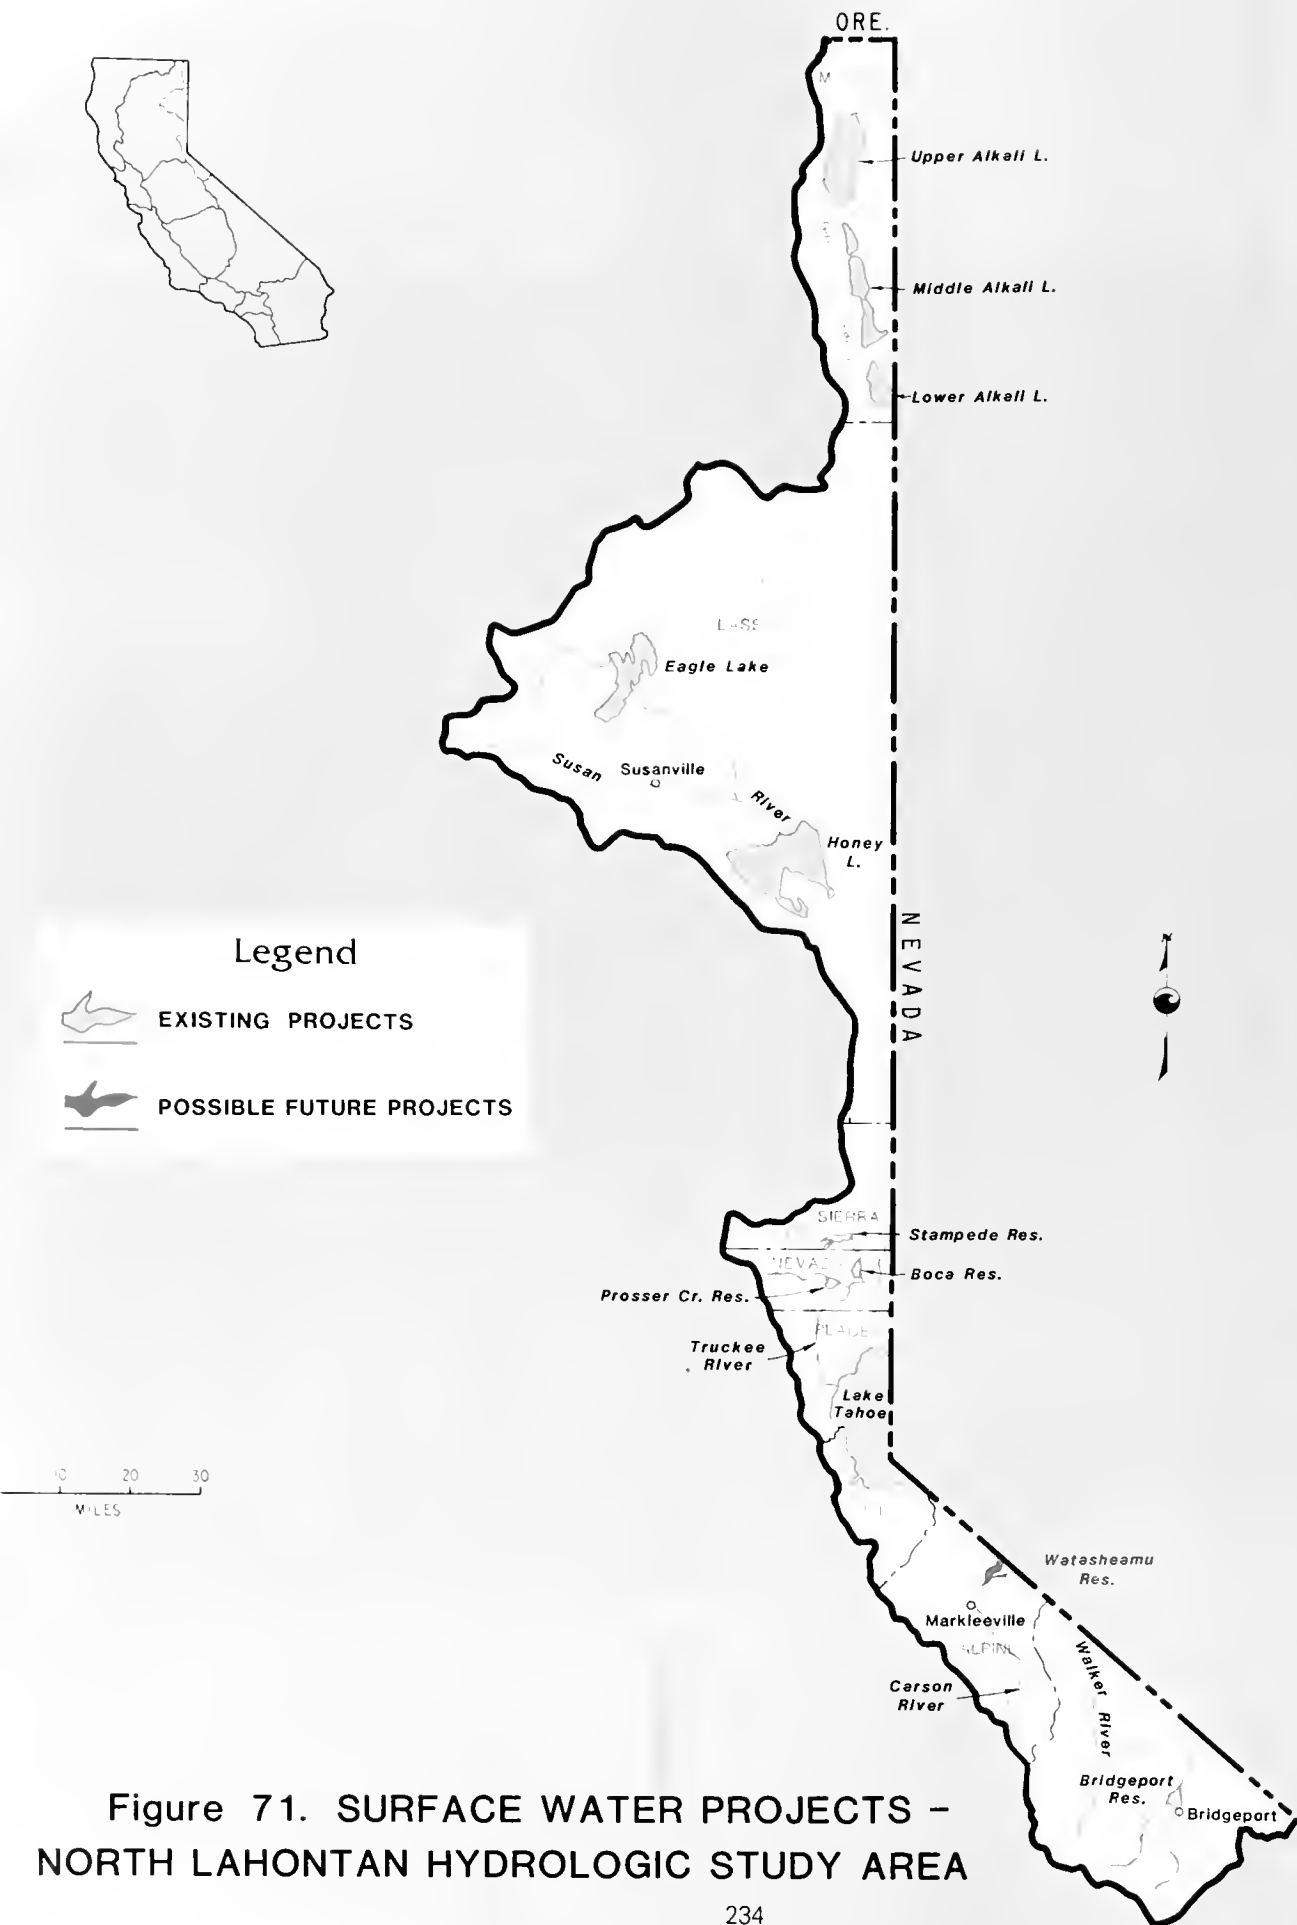 ORE.
M
Upper Alkali L.
Middle Alkali L.
Lower Alkali L.
Eagle Lake
Susan
Susanville
River
Honey
L.
NEVADA
Legend
EXISTING PROJECTS
POSSIBLE FUTURE PROJECTS
SIERRA
Stampede Res.
Boca Res.
Prosser Cr. Res.
Truckee
River
Lake
Tahoe
20
30
MILES
Watasheamu
Res.
Markleeville
ALPINE
Carson
River
Walker River
Bridgeport
Res.
Bridgeport
Figure 71. SURFACE WATER PROJECTS –
NORTH LAHONTAN HYDROLOGIC STUDY AREA
234